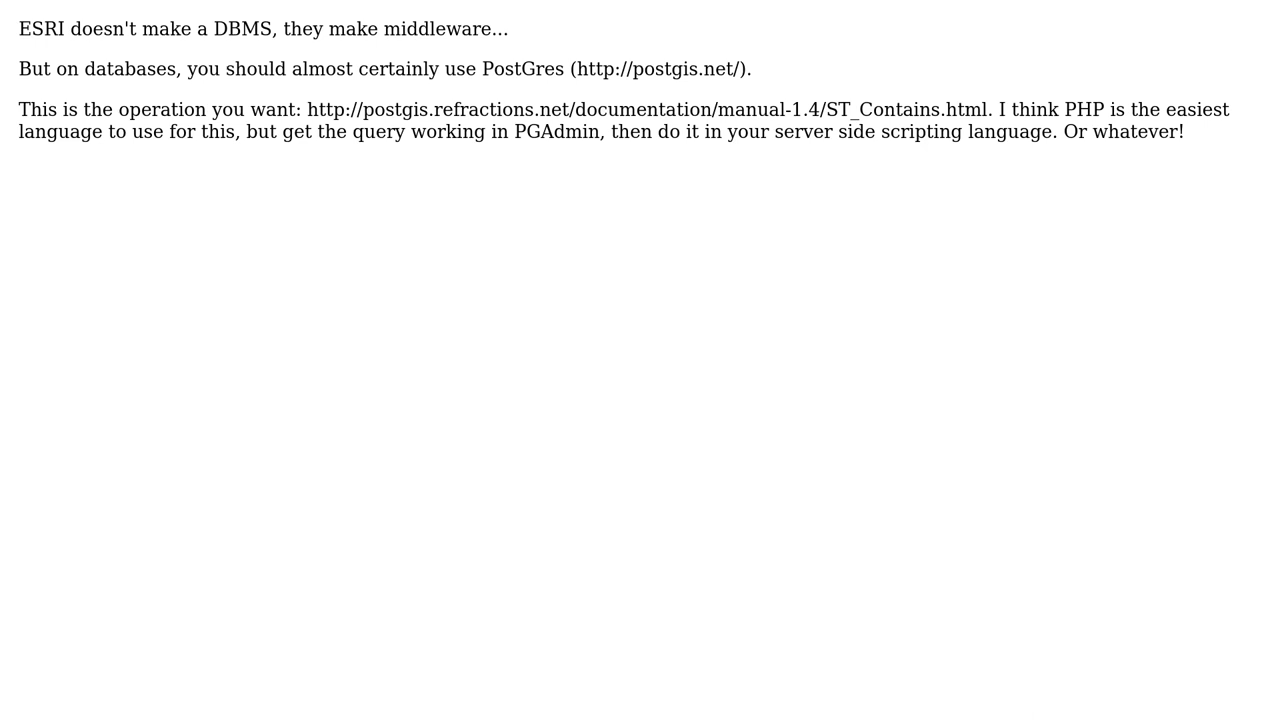 ESRI doesn't make a DBMS, they make middleware...
But on databases, you should almost certainly use PostGres (http://postgis.net/).
This is the operation you want: http://postgis.refractions.net/documentation/manual-1.4/ST_Contains.html. I think PHP is the easiest
language to use for this, but get the query working in PGAdmin, then do it in your server side scripting language. Or whatever!